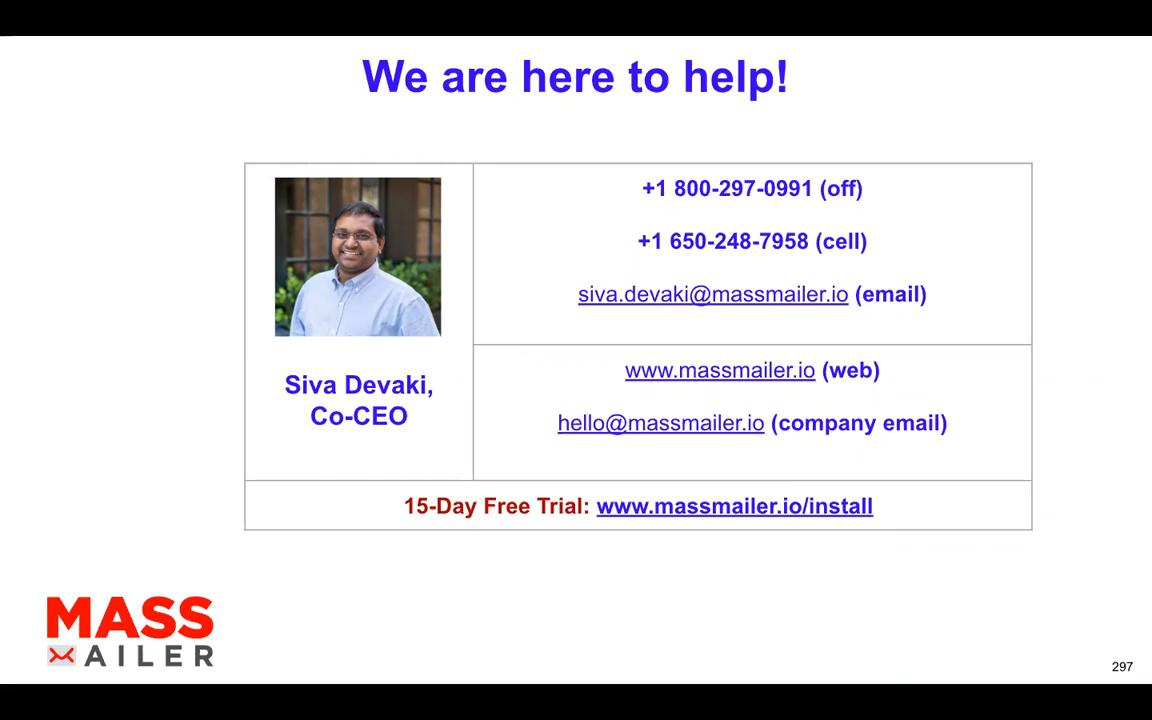 We are here to help!
+1 800-297-0991 (off)
+1 650-248-7958 (cell)
siva.devaki@massmailer.io (email)
Siva Devaki,
Co-CEO
www.massmailer.io (web)
hello@massmailer.io (company email)
15-Day Free Trial: www.massmailer.io/install
MASS
AILER
297